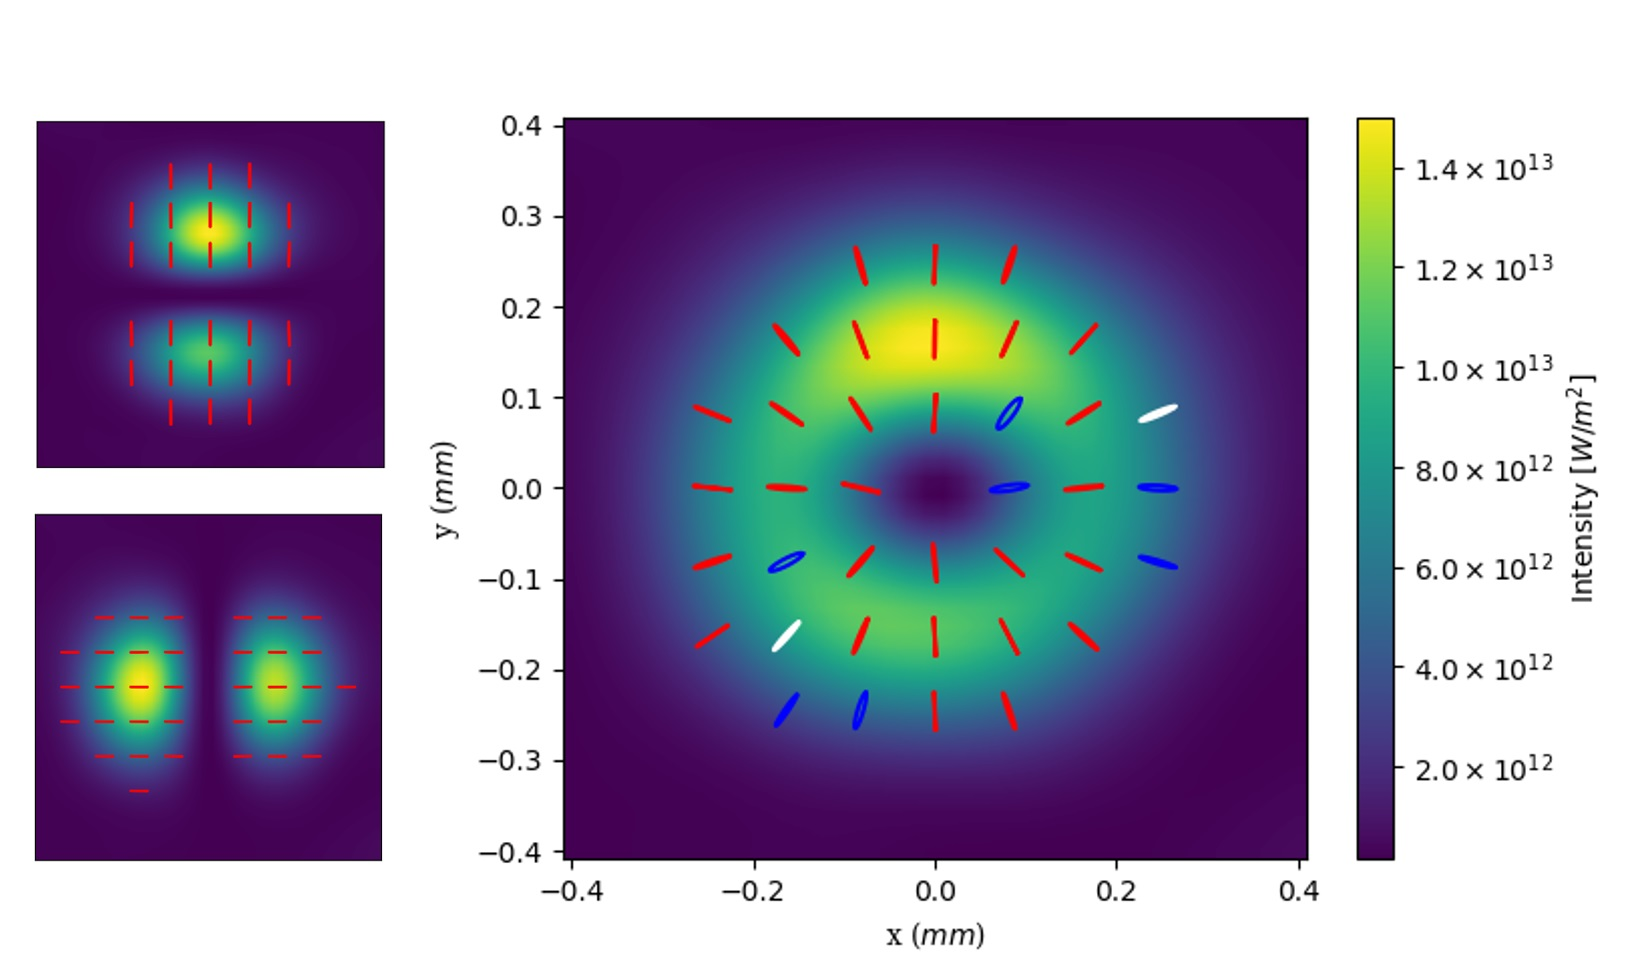 0.4
0.3
0.2
0.1
0.0
−0.1
−0.2
−0.3
−0.4
y (mm)
−0.4 −0.2 0.0 0.2 0.4
x (mm)
1.4 × 10¹³
1.2 × 10¹³
1.0 × 10¹³
8.0 × 10¹²
6.0 × 10¹²
4.0 × 10¹²
2.0 × 10¹²
Intensity [W/m²]